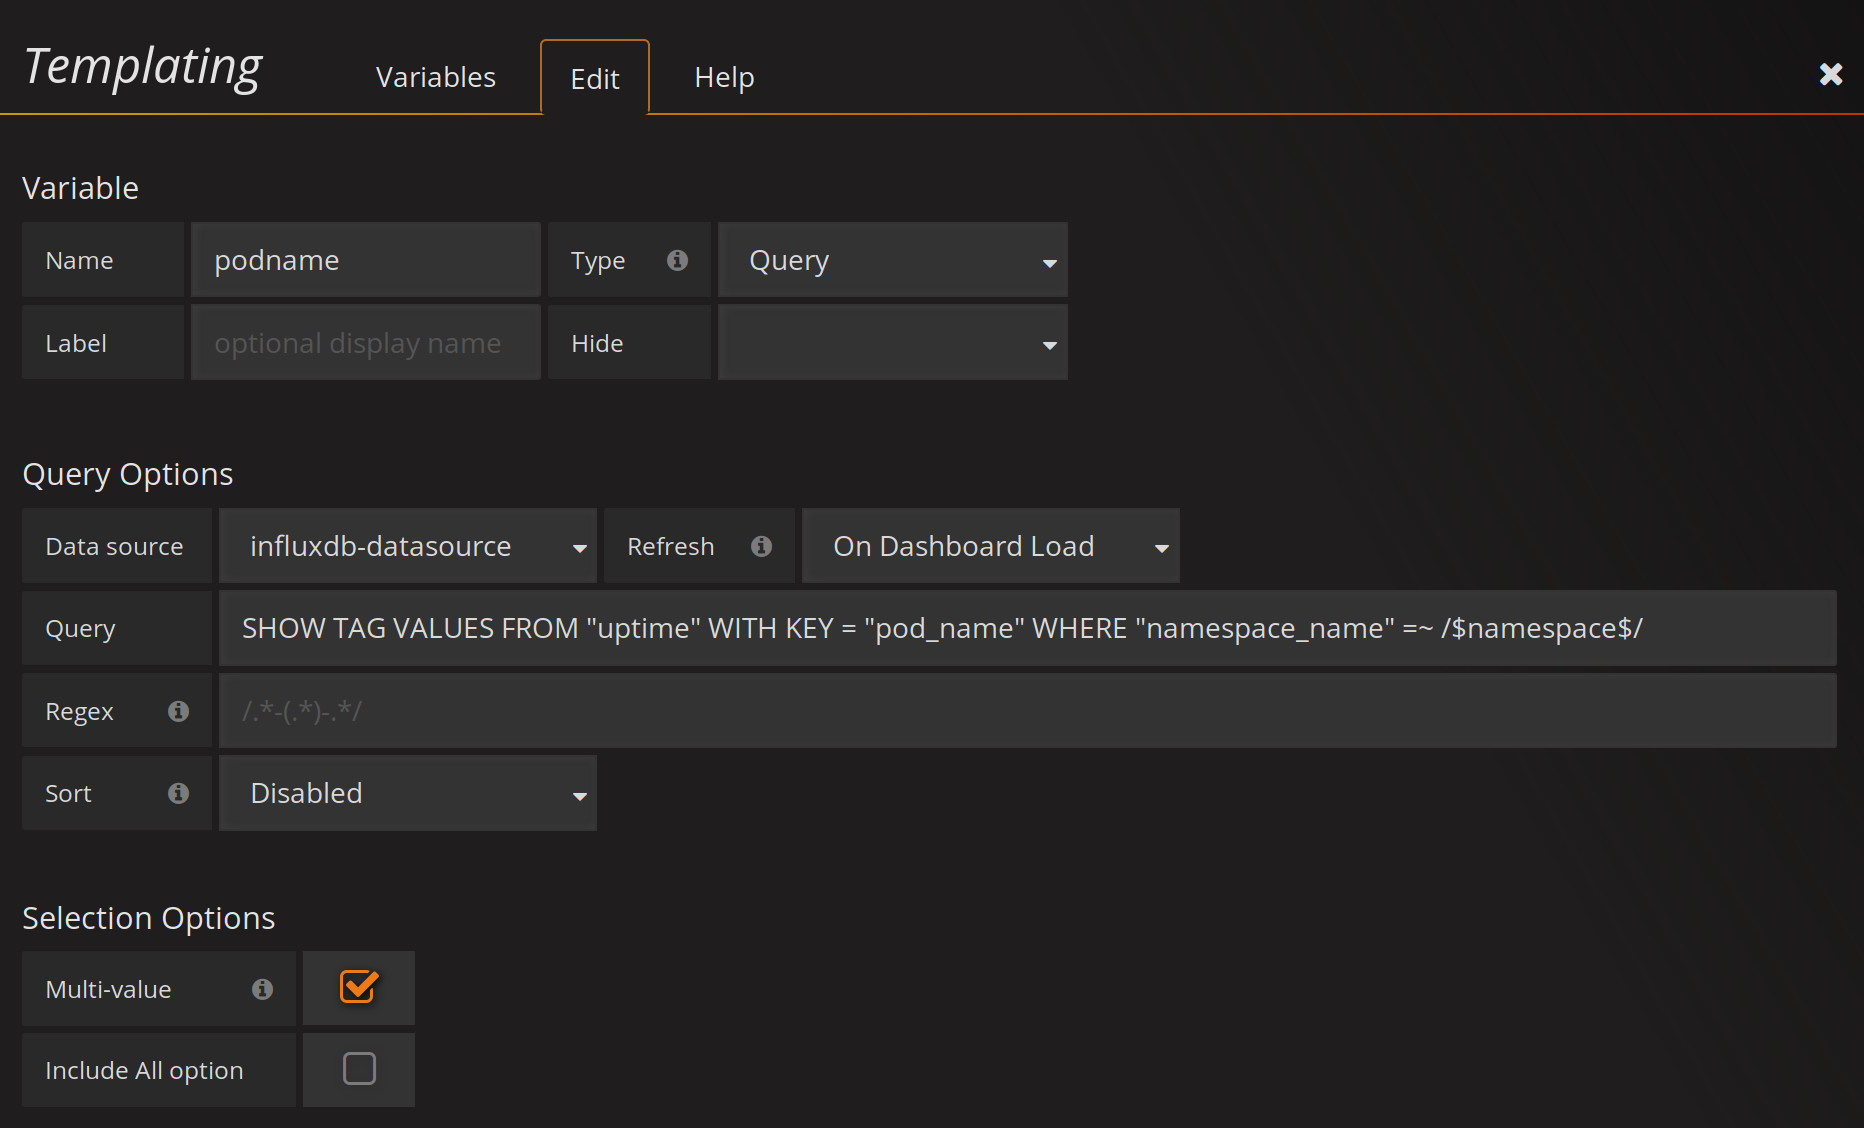 Templating Variables Edit Help
Variable
Name podname Type Query
Label optional display name Hide
Query Options
Data source influxdb-datasource Refresh On Dashboard Load
Query SHOW TAG VALUES FROM "uptime" WITH KEY = "pod_name" WHERE "namespace_name" =~ /$namespace$/
Regex /.*-(.*)-.*/
Sort Disabled
Selection Options
Multi-value
Include All option